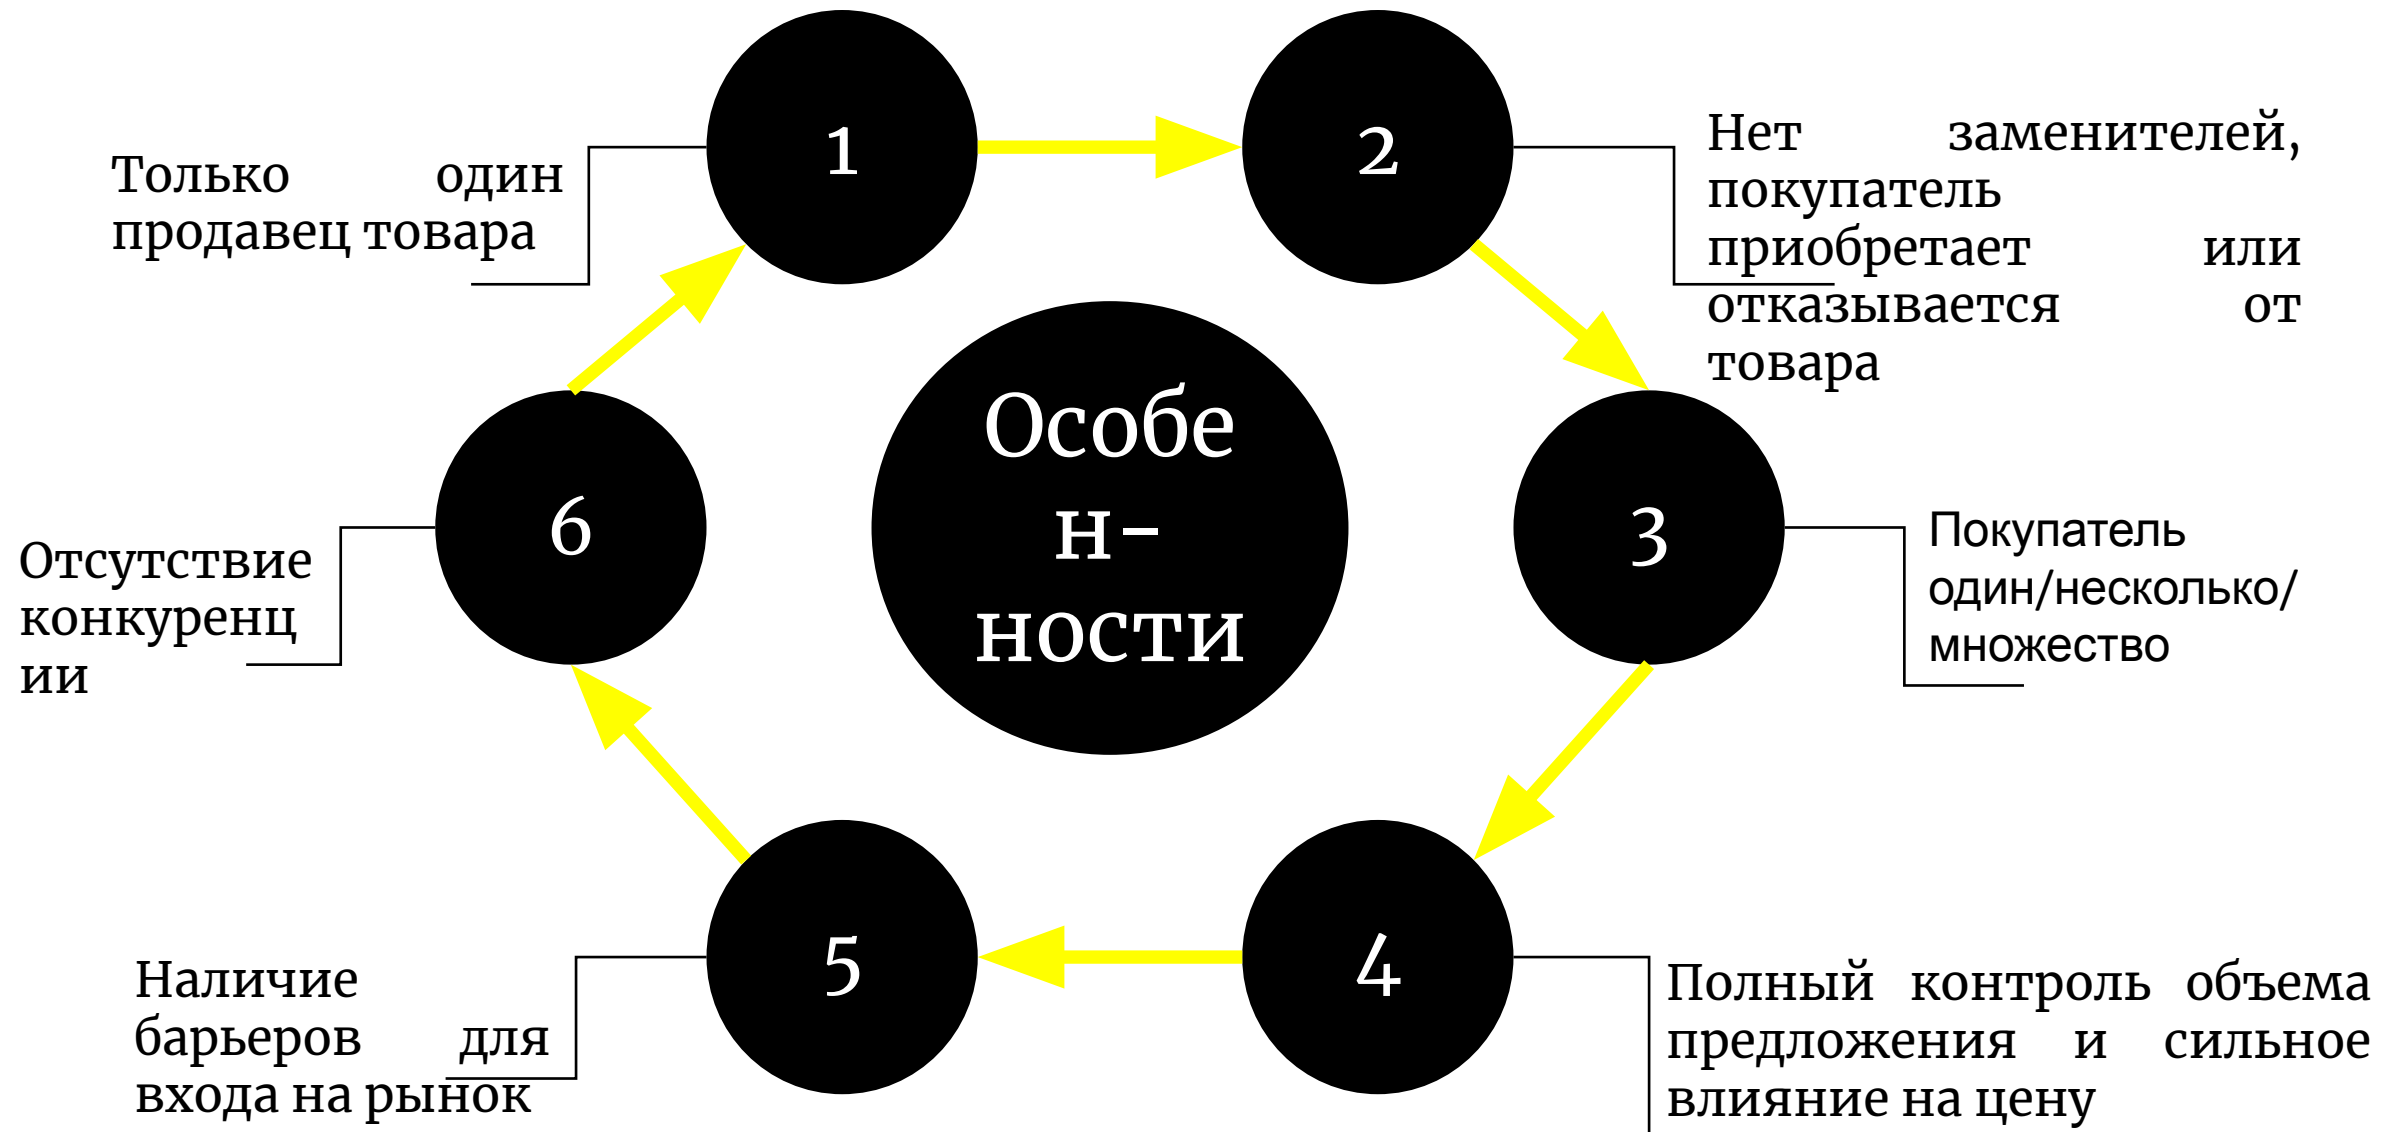 1
Только один
продавец товара
2
Нет заменителей,
покупатель
приобретает или
отказывается от
товара
Особе
н-
ности
6
Отсутствие
конкуренц
ии
3
Покупатель
один/несколько/
множество
5
Наличие
барьеров для
входа на рынок
4
Полный контроль объема
предложения и сильное
влияние на цену